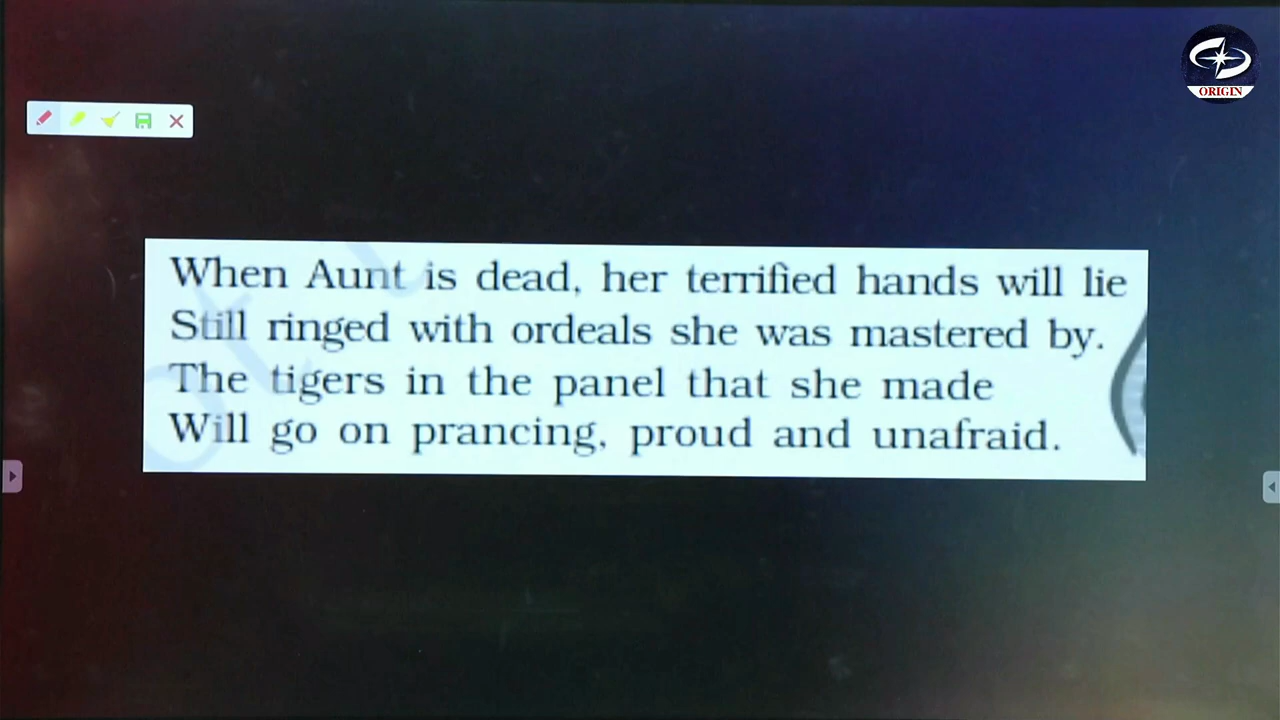 ORIGIN
When Aunt is dead, her terrified hands will lie
Still ringed with ordeals she was mastered by.
The tigers in the panel that she made
Will go on prancing, proud and unafraid.